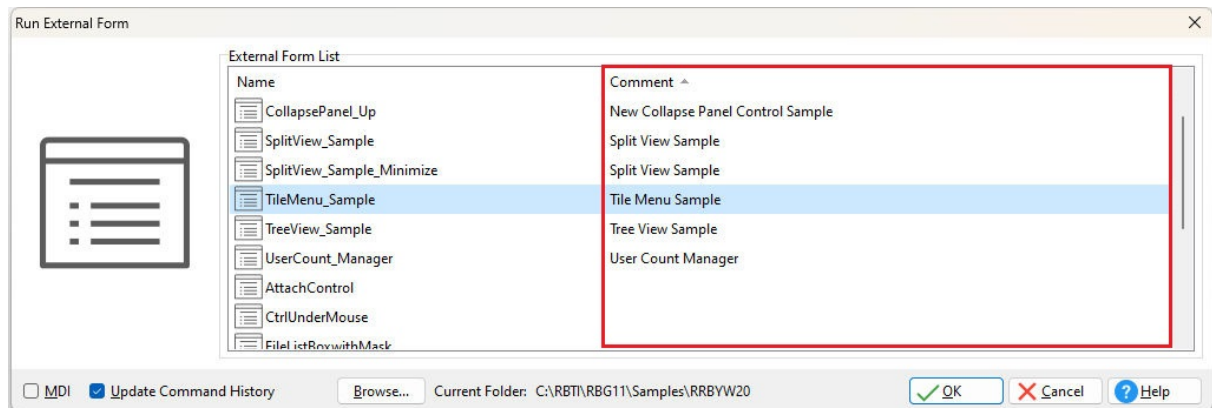 Run External Form
External Form List
Name Comment
CollapsePanel_Up New Collapse Panel Control Sample
SplitView_Sample Split View Sample
SplitView_Sample_Minimize Split View Sample
TileMenu_Sample Tile Menu Sample
TreeView_Sample Tree View Sample
UserCount_Manager User Count Manager
AttachControl
CtrlUnderMouse
FileListBoxwithMask
MDI Update Command History Browse... Current Folder: C:\RBTI\RBG11\Samples\RRBYW20 OK Cancel ? Help